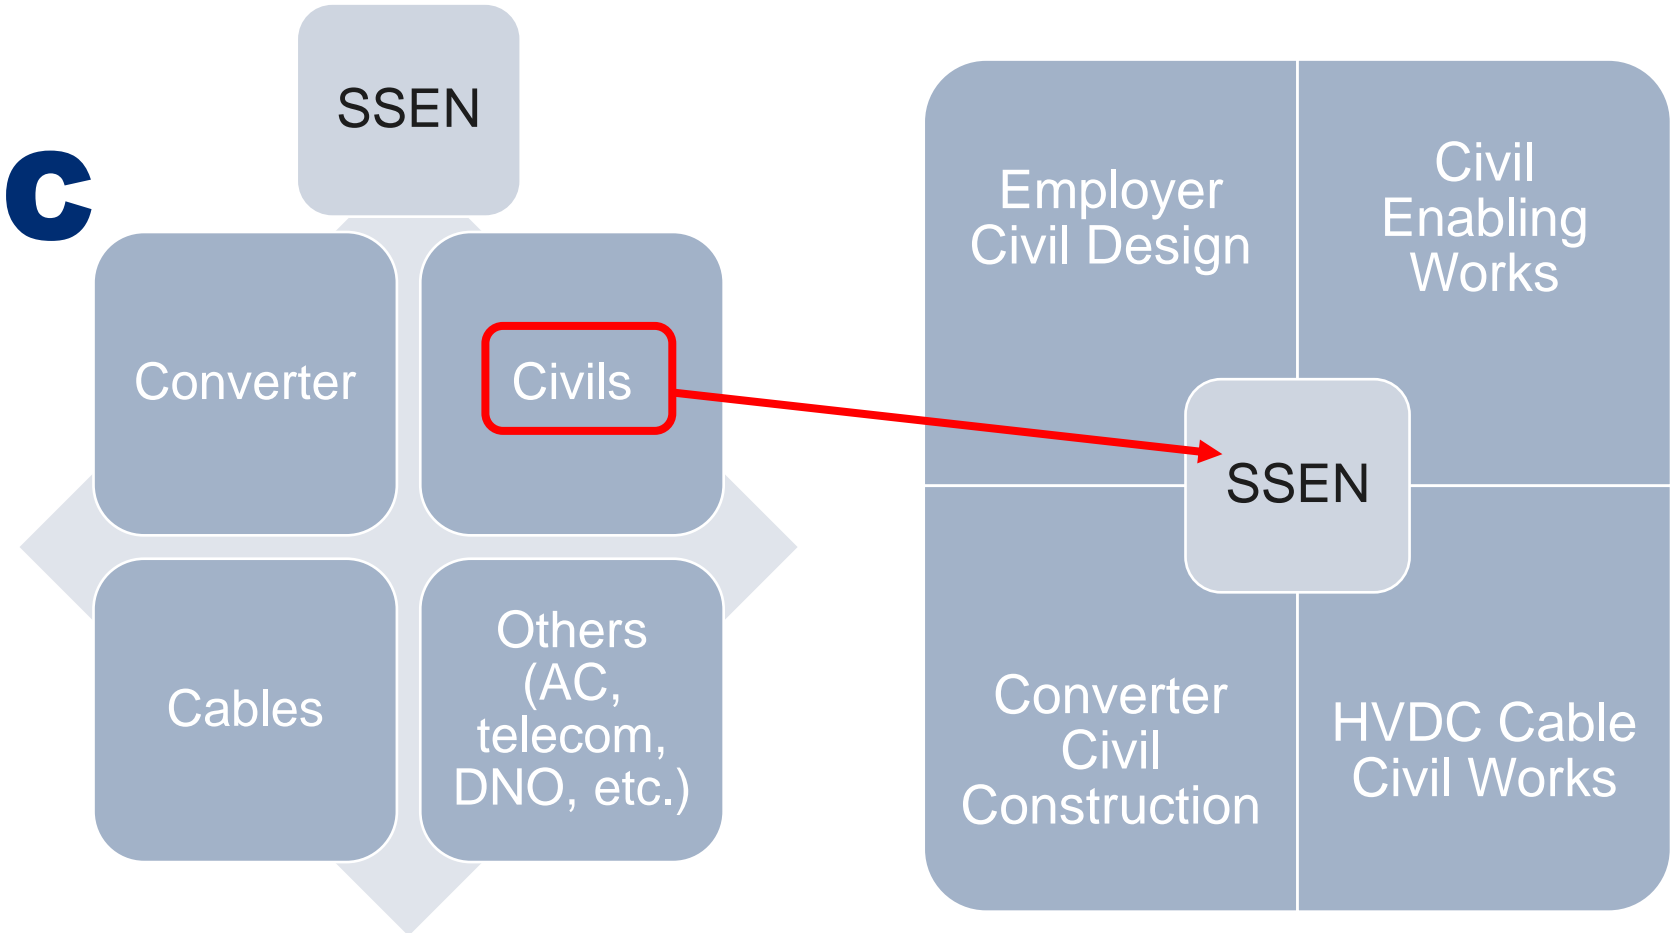 SSEN
c
Converter
Civils
Cables
Others
(AC,
telecom,
DNO, etc.)
Employer
Civil Design
Civil
Enabling
Works
SSEN
Converter
Civil
Construction
HVDC Cable
Civil Works